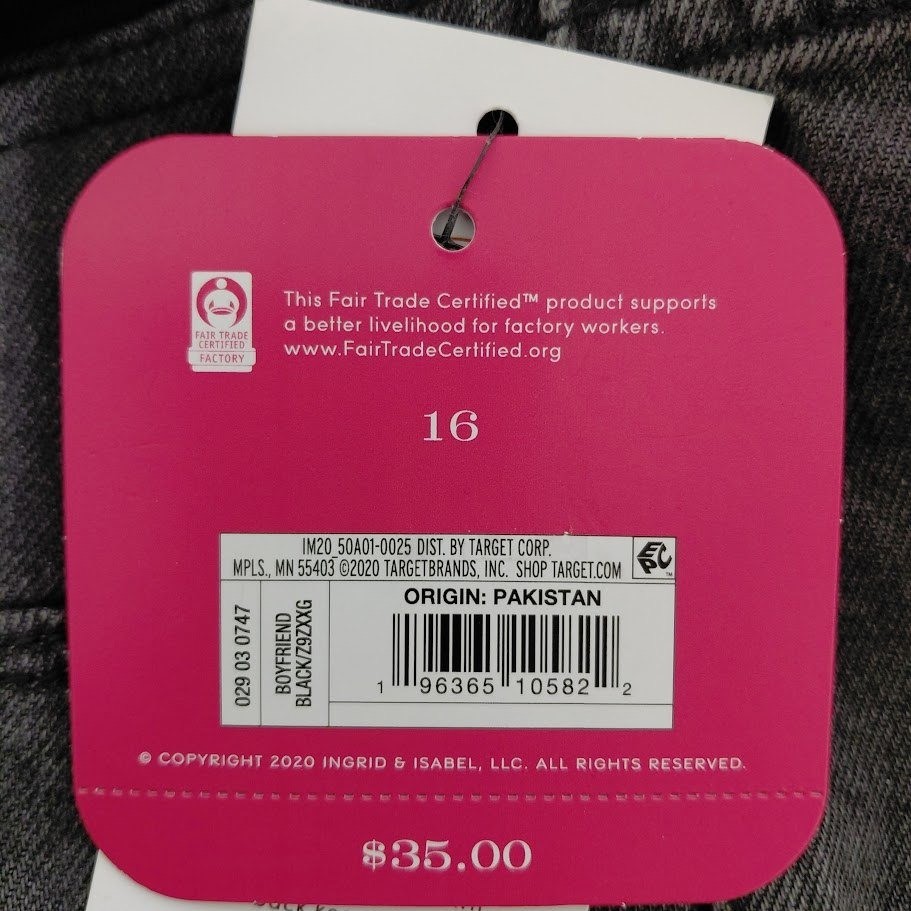 This Fair Trade Certified™ product supports
a better livelihood for factory workers.
www.FairTradeCertified.org
FAIR TRADE
CERTIFIED
FACTORY
16
IM20_50A01-0025 DIST. BY TARGET CORP.
MPLS., MN 55403 ©2020 TARGETBRANDS, INC. SHOP TARGET.COM
EPC™
029 03 0747
BOYFRIEND
BLACK/Z9ZXXG
ORIGIN: PAKISTAN
1 96365 10582 2
© COPYRIGHT 2020 INGRID & ISABEL, LLC. ALL RIGHTS RESERVED.
$35.00